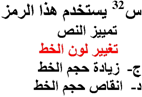 س32 يستخدم هذا الرمز
تمييز النص
تغيير لون الخط
ج- زيادة حجم الخط
د- انقاص حجم الخط